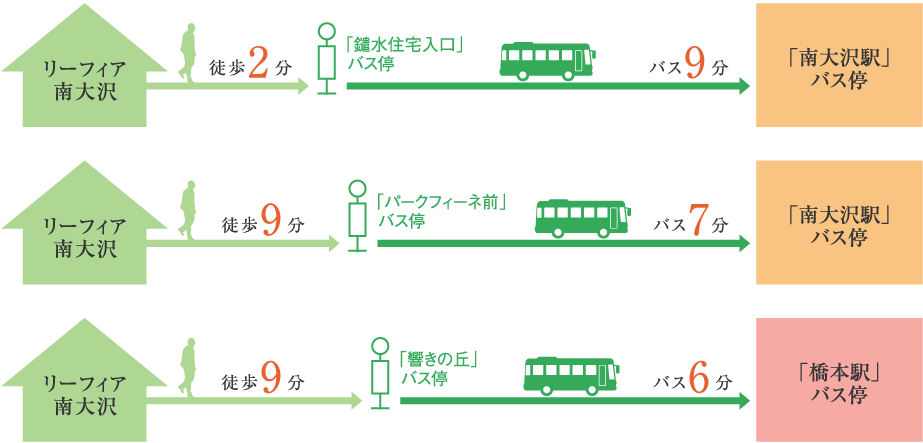 リーフィア
南大沢
徒歩2分
「鑓水住宅入口」
バス停
バス9分
「南大沢駅」
バス停
リーフィア
南大沢
徒歩9分
「パークフィーネ前」
バス停
バス7分
「南大沢駅」
バス停
リーフィア
南大沢
徒歩9分
「響きの丘」
バス停
バス6分
「橋本駅」
バス停